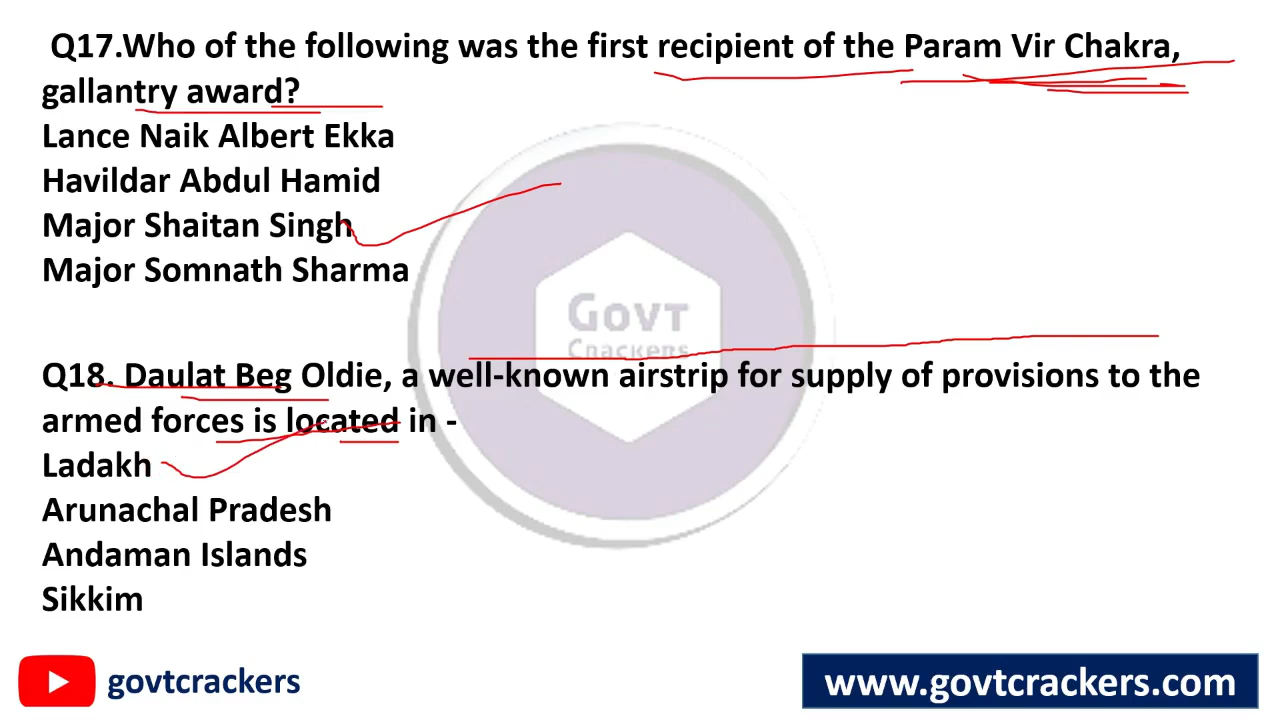 Q17.Who of the following was the first recipient of the Param Vir Chakra,
gallantry award?
Lance Naik Albert Ekka
Havildar Abdul Hamid
Major Shaitan Singh
Major Somnath Sharma
GOVT
CRACKERS
Q18. Daulat Beg Oldie, a well-known airstrip for supply of provisions to the
armed forces is located in -
Ladakh
Arunachal Pradesh
Andaman Islands
Sikkim
govtcrackers
www.govtcrackers.com